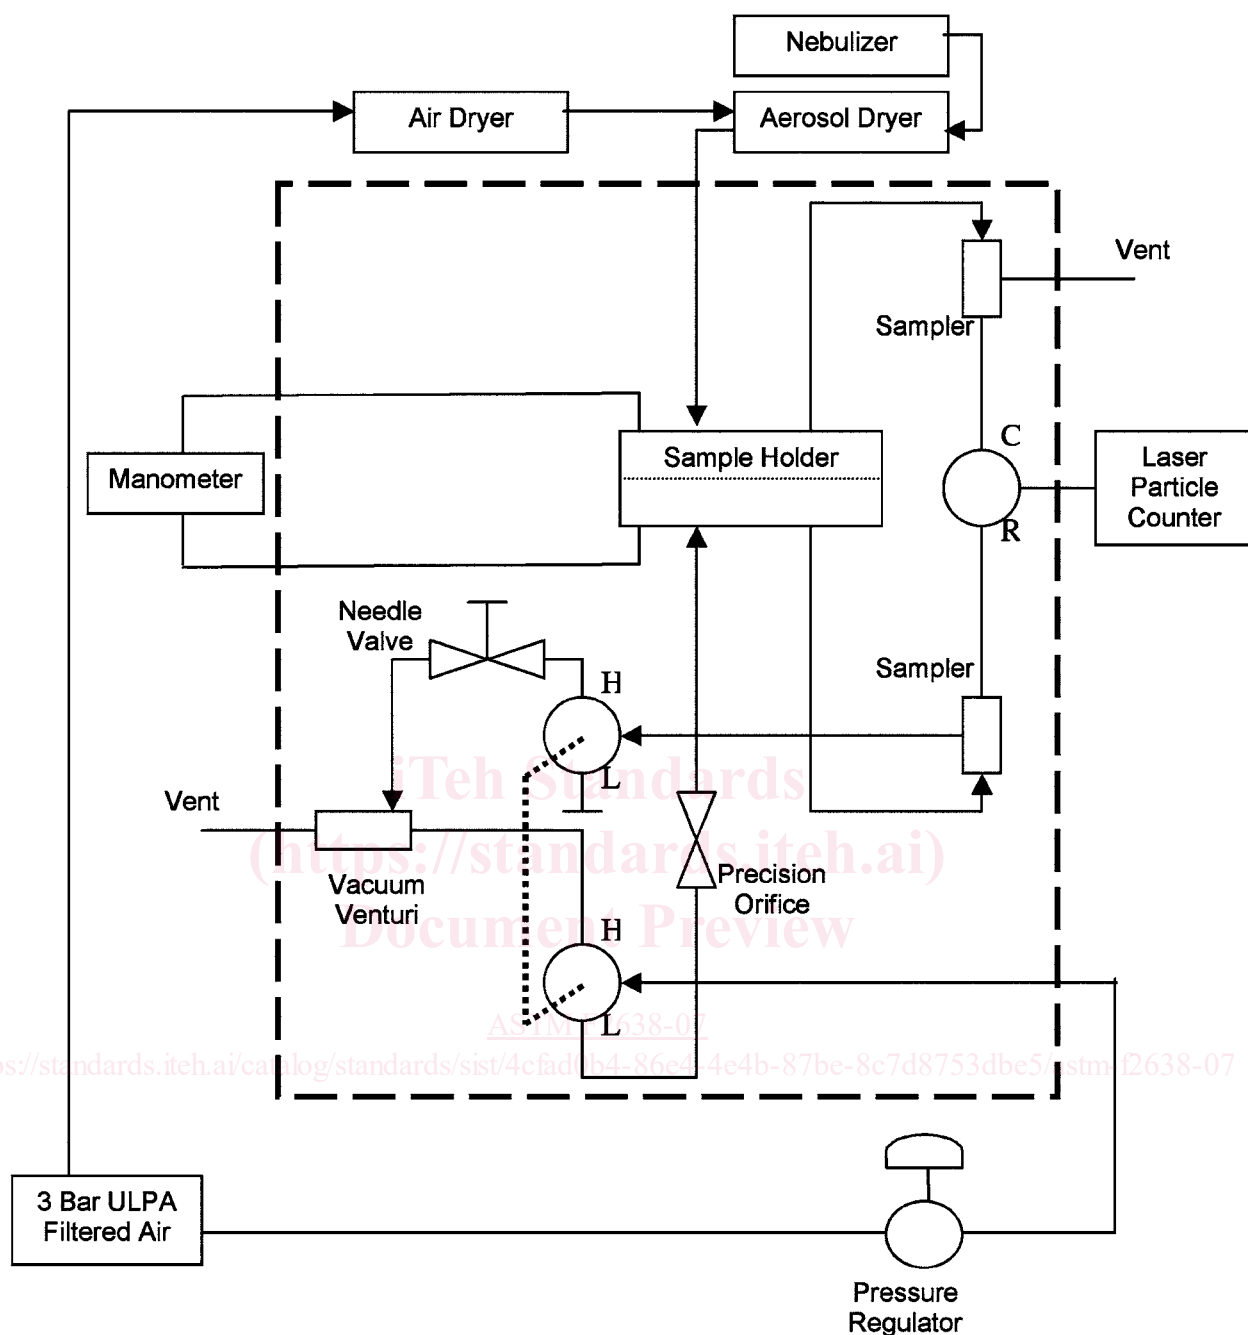 Nebulizer
Air Dryer
Aerosol Dryer
Vent
Sampler
C
Sample Holder
Manometer
Laser
Particle
Counter
R
Needle
Valve
Sampler
H
L
iTeh Standards
Vent
(https://standards.iteh.ai)
Vacuum
Venturi
Precision
Orifice
Document Preview
H
L
ASTM F2638-07
ps://standards.iteh.ai/catalog/standards/sist/4cfad0b4-86e4-4e4b-87be-8c7d8753dbe5/astm-f2638-07
3 Bar ULPA
Filtered Air
Pressure
Regulator